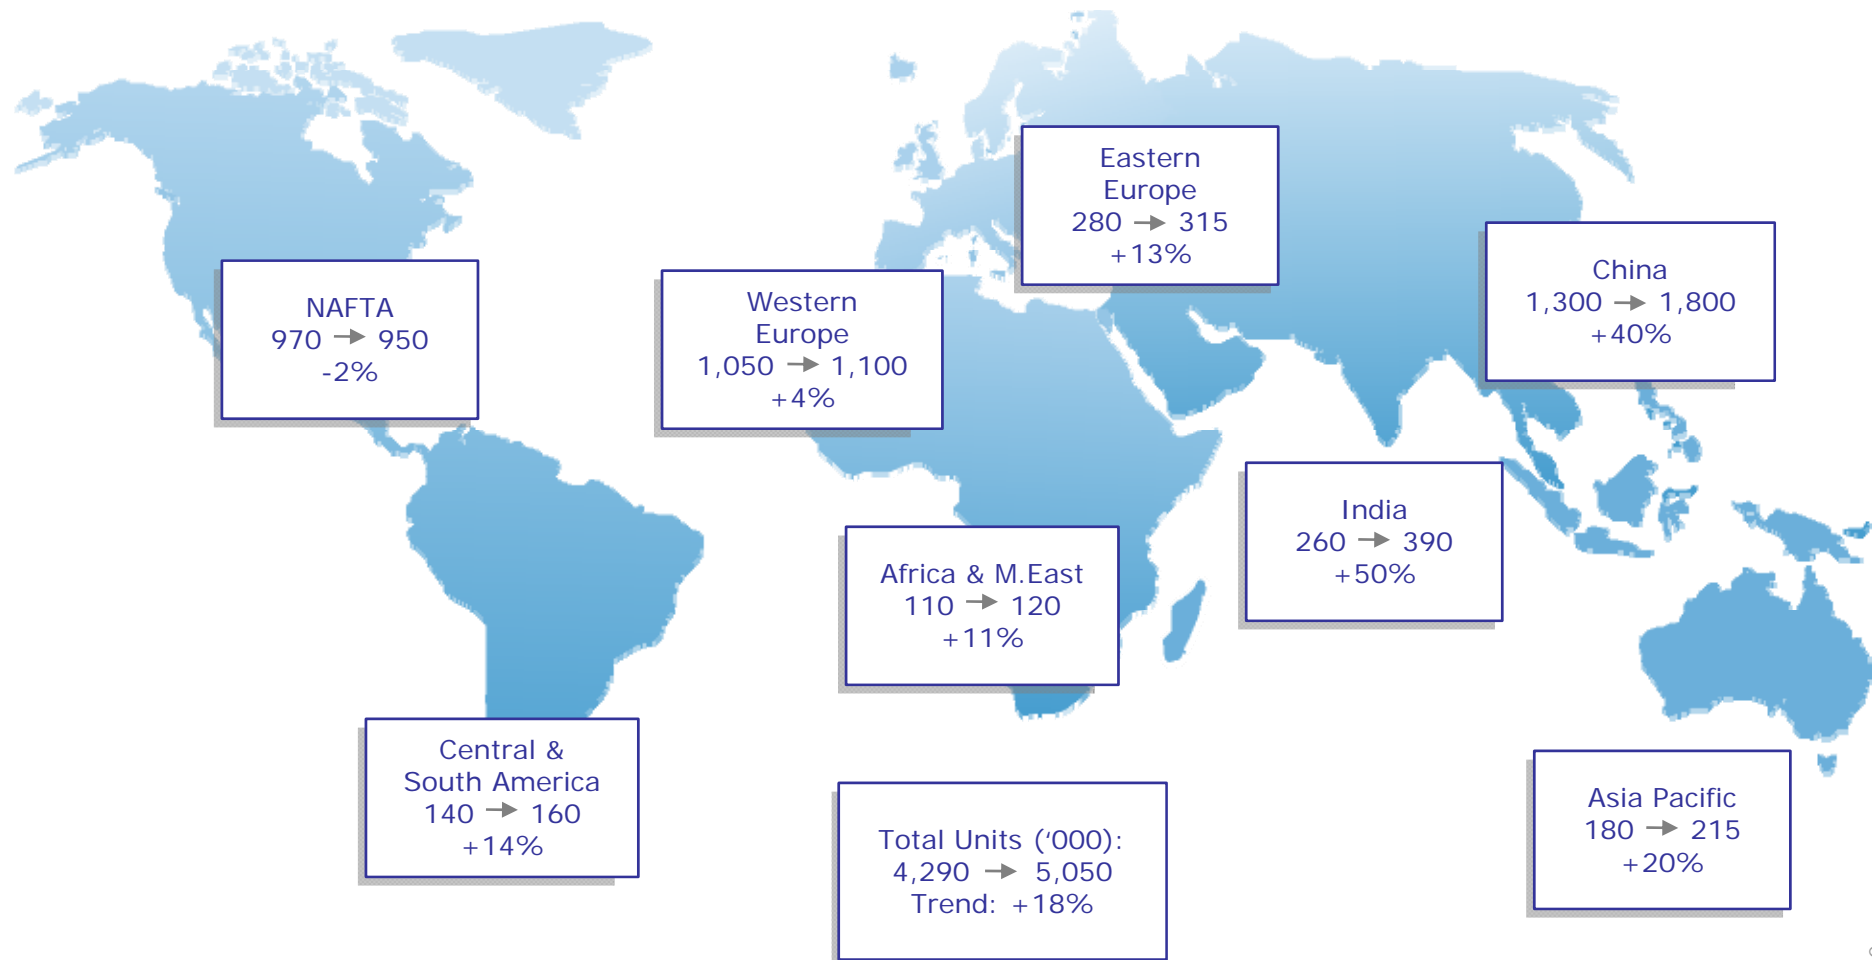 Eastern
Europe
280 → 315
+13%
China
1,300 → 1,800
+40%
NAFTA
970 → 950
-2%
Western
Europe
1,050 → 1,100
+4%
India
260 → 390
+50%
Africa & M.East
110 → 120
+11%
Central &
South America
140 → 160
+14%
Asia Pacific
180 → 215
+20%
Total Units (‘000):
4,290 → 5,050
Trend: +18%